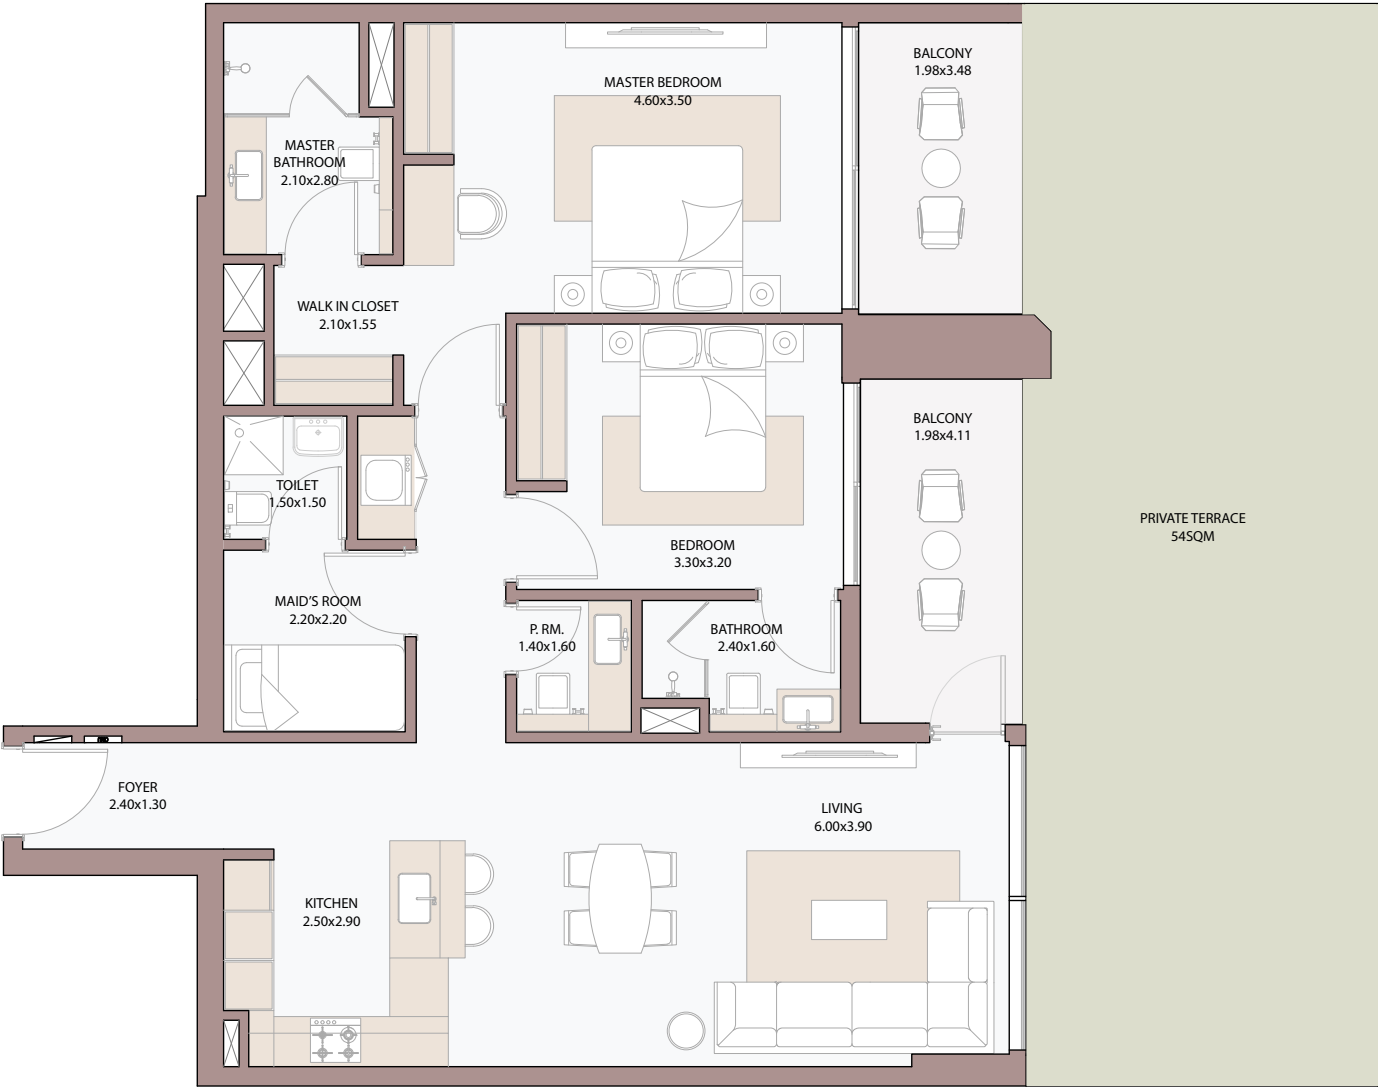 BALCONY
1.98x3.48
MASTER BEDROOM
4.60x3.50
MASTER
BATHROOM
2.10x2.80
WALK IN CLOSET
2.10x1.55
BALCONY
1.98x4.11
TOILET
1.50x1.50
PRIVATE TERRACE
54SQM
BEDROOM
3.30x3.20
MAID'S ROOM
2.20x2.20
P. RM.
1.40x1.60
BATHROOM
2.40x1.60
FOYER
2.40x1.30
LIVING
6.00x3.90
KITCHEN
2.50x2.90